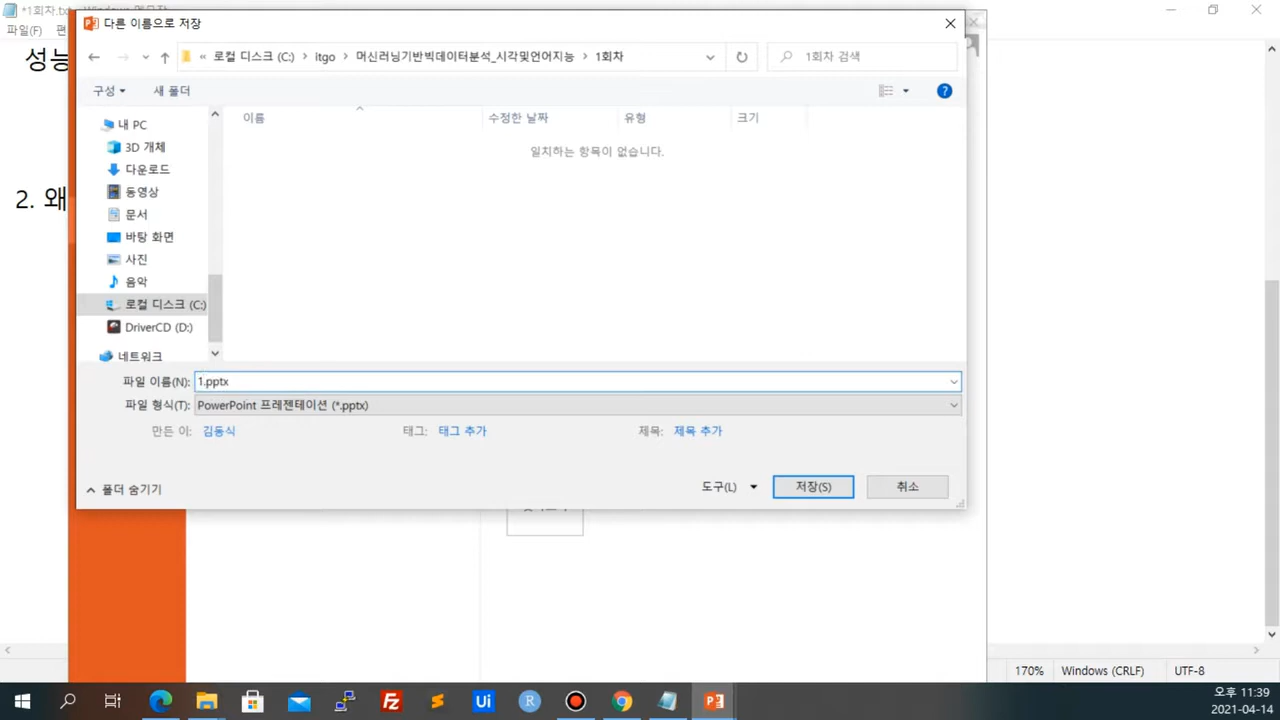 *1회차.tx
파일(F) 편
성능
2. 왜
다른 이름으로 저장
« 로컬 디스크 (C:) > itgo > 머신러닝기반빅데이터분석_시각및언어지능 > 1회차
1회차 검색
구성 ▾ 새 폴더
이름 수정한 날짜 유형 크기
일치하는 항목이 없습니다.
내 PC
3D 개체
다운로드
동영상
문서
바탕 화면
사진
음악
로컬 디스크 (C:)
DriverCD (D:)
네트워크
파일 이름(N): 1.pptx
파일 형식(T): PowerPoint 프레젠테이션 (*.pptx)
만든 이: 김동식 태그: 태그 추가 제목: 제목 추가
폴더 숨기기
도구(L) 저장(S) 취소
170% Windows (CRLF) UTF-8
오후 11:39
2021-04-14